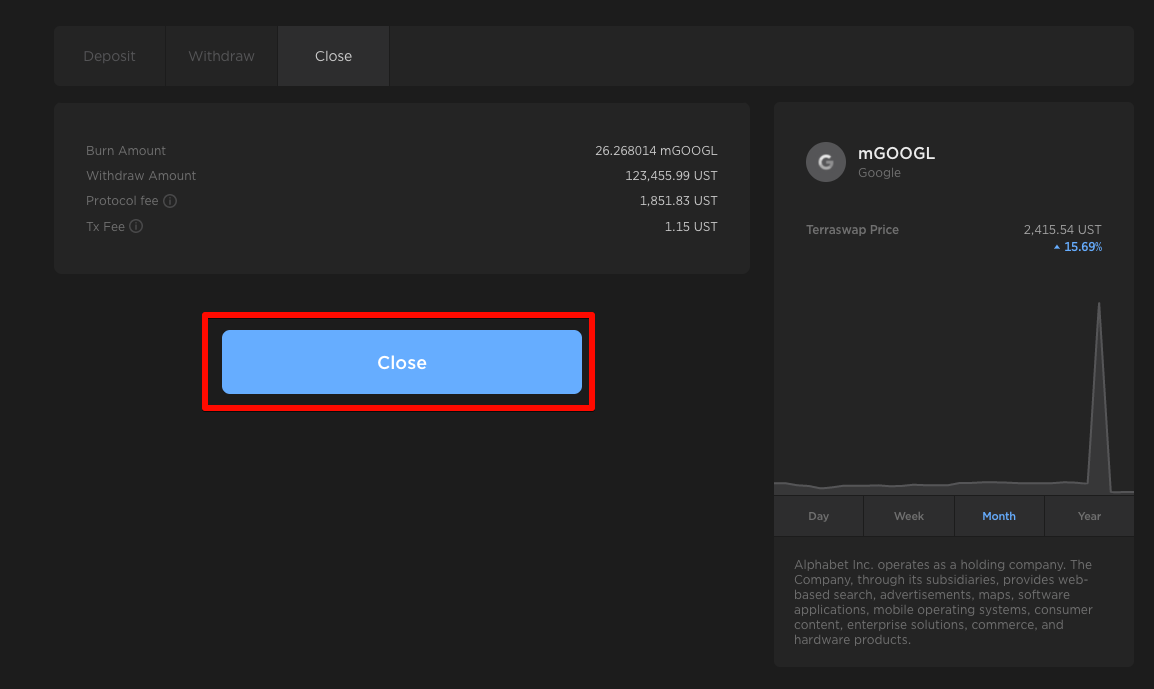 Deposit Withdraw Close
Burn Amount 26.268014 mGOOGL
Withdraw Amount 123,455.99 UST
Protocol fee 1,851.83 UST
Tx Fee 1.15 UST
Close
G
mGOOGL
Google
Terraswap Price 2,415.54 UST
15.69%
Day Week Month Year
Alphabet Inc. operates as a holding company. The
Company, through its subsidiaries, provides web-
based search, advertisements, maps, software
applications, mobile operating systems, consumer
content, enterprise solutions, commerce, and
hardware products.